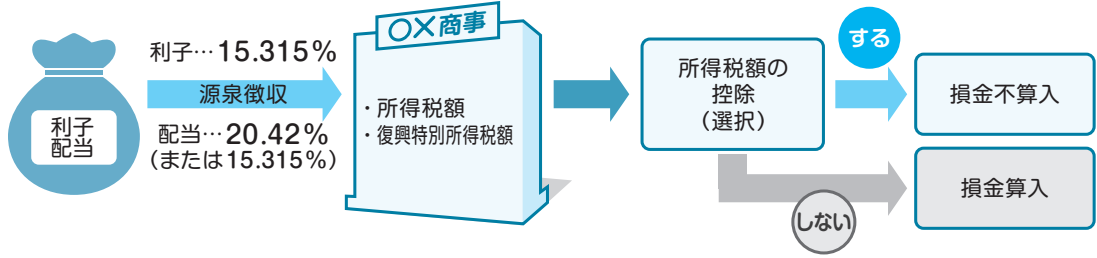 利子
配当
利子…15.315%
源泉徴収
配当…20.42%
(または15.315%)
○×商事
・所得税額
・復興特別所得税額
所得税額の
控除
(選択)
する
損金不算入
しない
損金算入